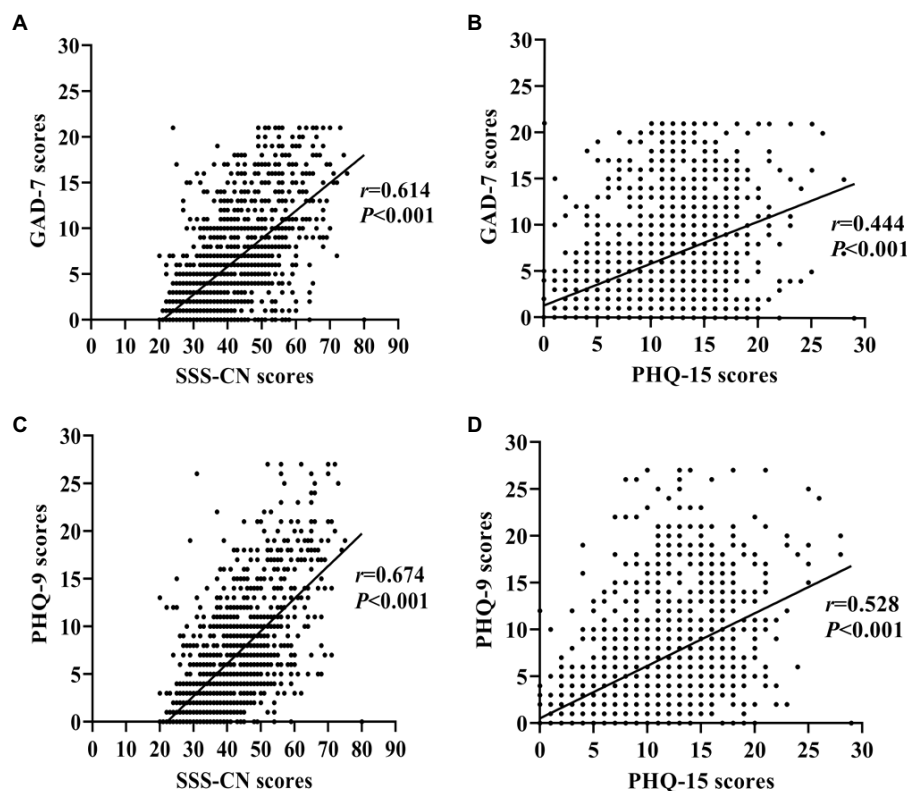 A
30
25
20
15
10
5
0
GAD-7 scores
r=0.614
P<0.001
0 10 20 30 40 50 60 70 80 90
SSS-CN scores
B
30
25
20
15
10
5
0
GAD-7 scores
r=0.444
P<0.001
0 5 10 15 20 25 30
PHQ-15 scores
C
30
25
20
15
10
5
0
PHQ-9 scores
r=0.674
P<0.001
0 10 20 30 40 50 60 70 80 90
SSS-CN scores
D
30
25
20
15
10
5
0
PHQ-9 scores
r=0.528
P<0.001
0 5 10 15 20 25 30
PHQ-15 scores